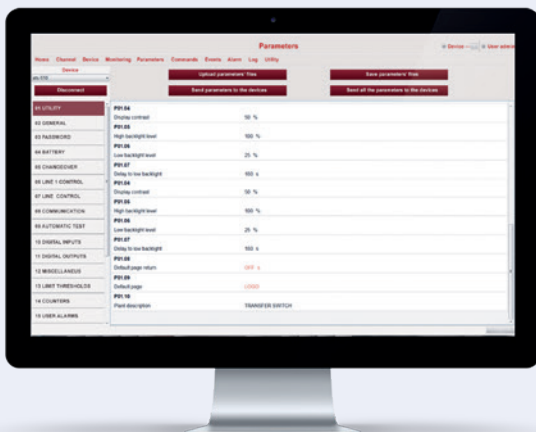 Parameters
Device
User admin
Home Channel Device Monitoring Parameters Commands Events Alarm Log Utility
Device
Upload parameters' files
Save parameters' files
Disconnect
Send parameters to the devices
Send all the parameters to the devices
01 UTILITY
02 GENERAL
03 PASSWORD
04 BATTERY
05 CHANGEOVER
06 LINE 1 CONTROL
07 LINE CONTROL
08 COMMUNICATION
09 AUTOMATIC TEST
10 DIGITAL INPUTS
11 DIGITAL OUTPUTS
12 MISCELLANEUS
13 LIMIT THRESHOLDS
14 COUNTERS
15 USER ALARMS
P01.04
Display contrast 50 %
P01.05
High backlight level 100 %
P01.06
Low backlight level 25 %
P01.07
Delay to low backlight 180 s
P01.04
Display contrast 50 %
P01.05
High backlight level 100 %
P01.06
Low backlight level 25 %
P01.07
Delay to low backlight 180 s
P01.08
Default page return OFF s
P01.09
Default page LOGO
P01.10
Plant description TRANSFER SWITCH